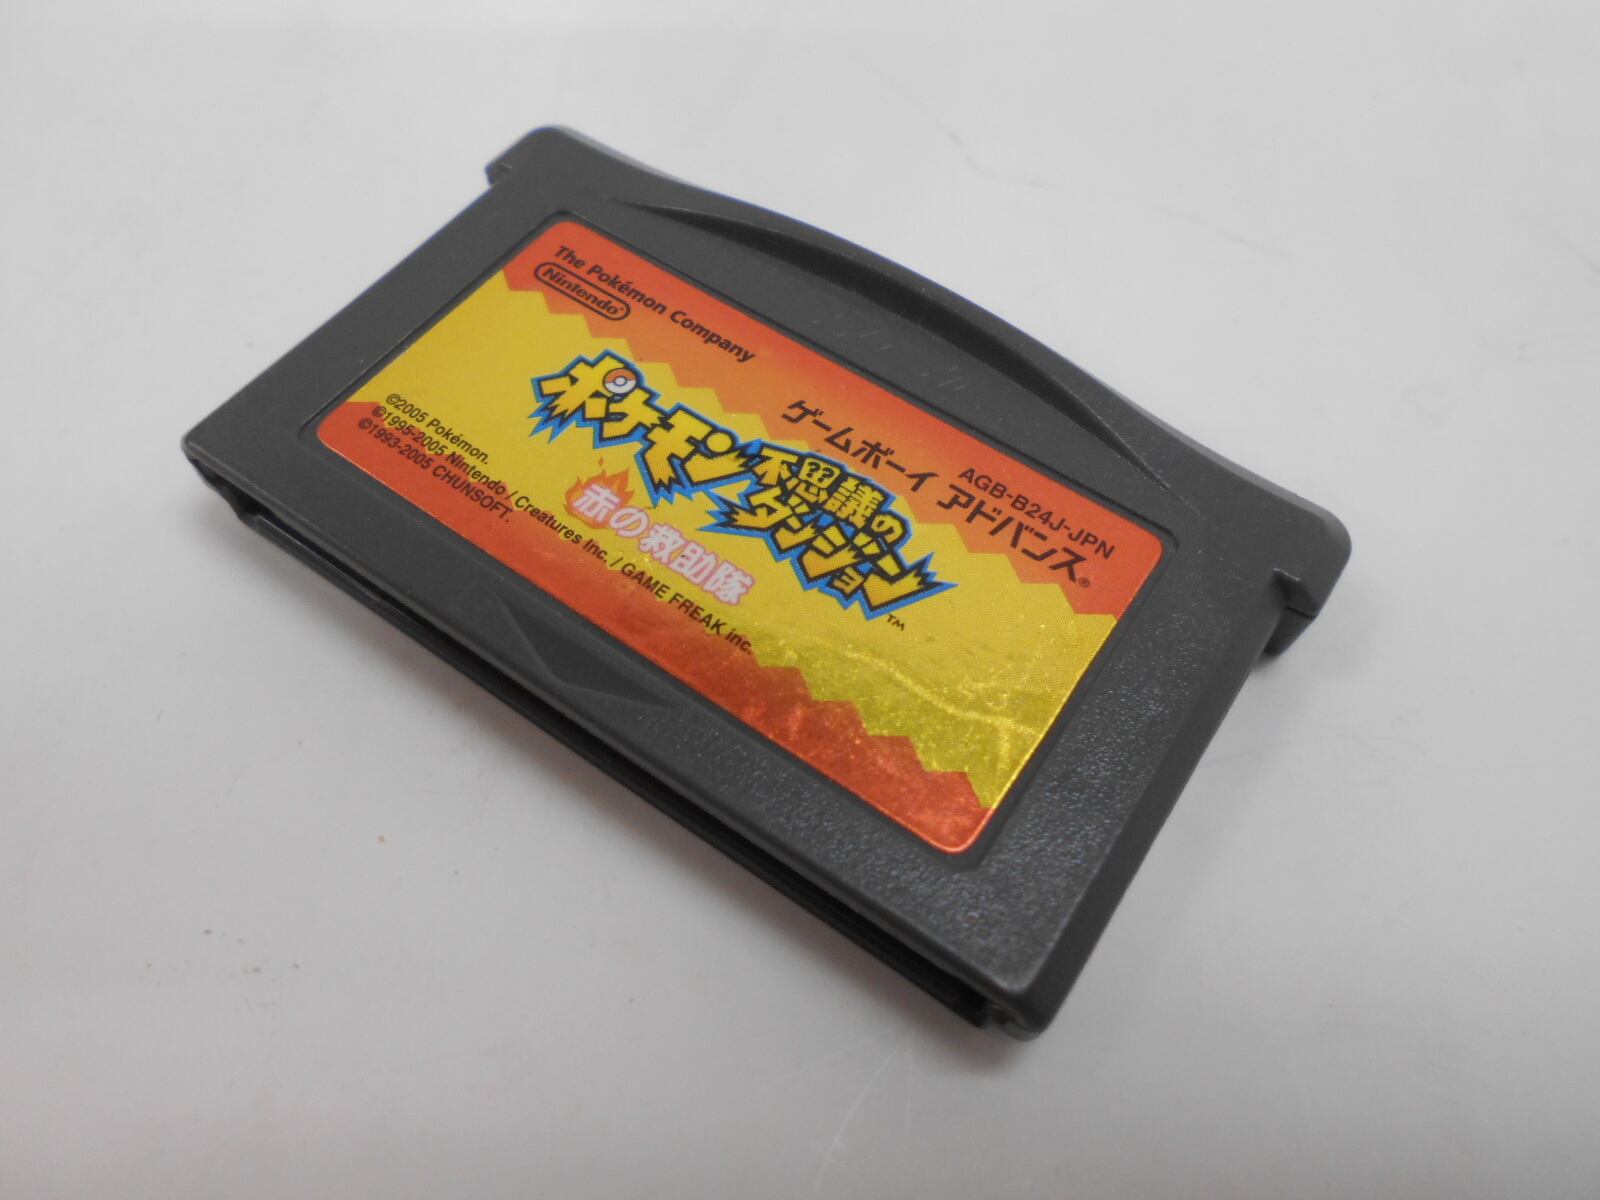 The Pokémon Company
Nintendo®
ゲームボーイ アドバンス®
AGB-B24J-JPN
ポケモン不思議の
ダンジョン™
赤の救助隊
©2005 Pokémon.
©1995-2005 Nintendo / Creatures Inc. / GAME FREAK inc.
©1993-2005 CHUNSOFT.